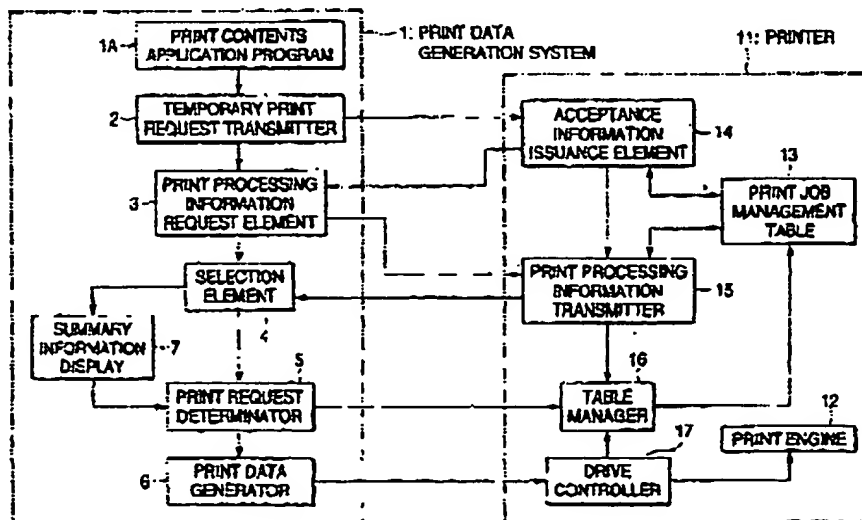 1A
PRINT CONTENTS
APPLICATION PROGRAM
1: PRINT DATA
GENERATION SYSTEM
11: PRINTER
2
TEMPORARY PRINT
REQUEST TRANSMITTER
ACCEPTANCE
INFORMATION
ISSUANCE ELEMENT
14
3
PRINT PROCESSING
INFORMATION
REQUEST ELEMENT
13
PRINT JOB
MANAGEMENT
TABLE
SELECTION
ELEMENT
4
PRINT PROCESSING
INFORMATION
TRANSMITTER
15
SUMMARY
INFORMATION
DISPLAY
7
5
PRINT REQUEST
DETERMINATOR
16
TABLE
MANAGER
12
PRINT ENGINE
6
PRINT DATA
GENERATOR
17
DRIVE
CONTROLLER